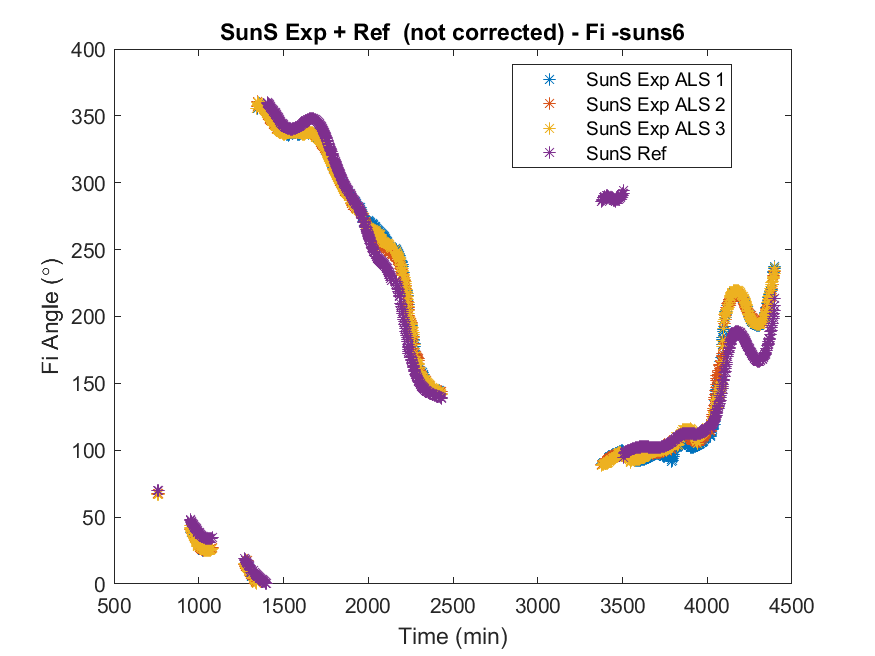 SunS Exp + Ref  (not corrected) - Fi -suns6
400
350
300
250
200
150
100
50
0
Fi Angle (°)
SunS Exp ALS 1
SunS Exp ALS 2
SunS Exp ALS 3
SunS Ref
500 1000 1500 2000 2500 3000 3500 4000 4500
Time (min)